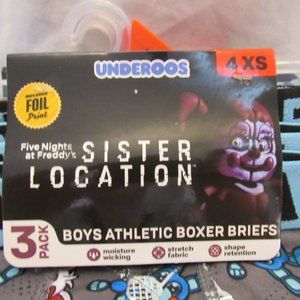 UNDEROOS
4 XS
INCLUDES
FOIL
Print
Five Nights
at Freddy's
SISTER
LOCATION
3
PACK
BOYS ATHLETIC BOXER BRIEFS
moisture
wicking
stretch
fabric
shape
retention